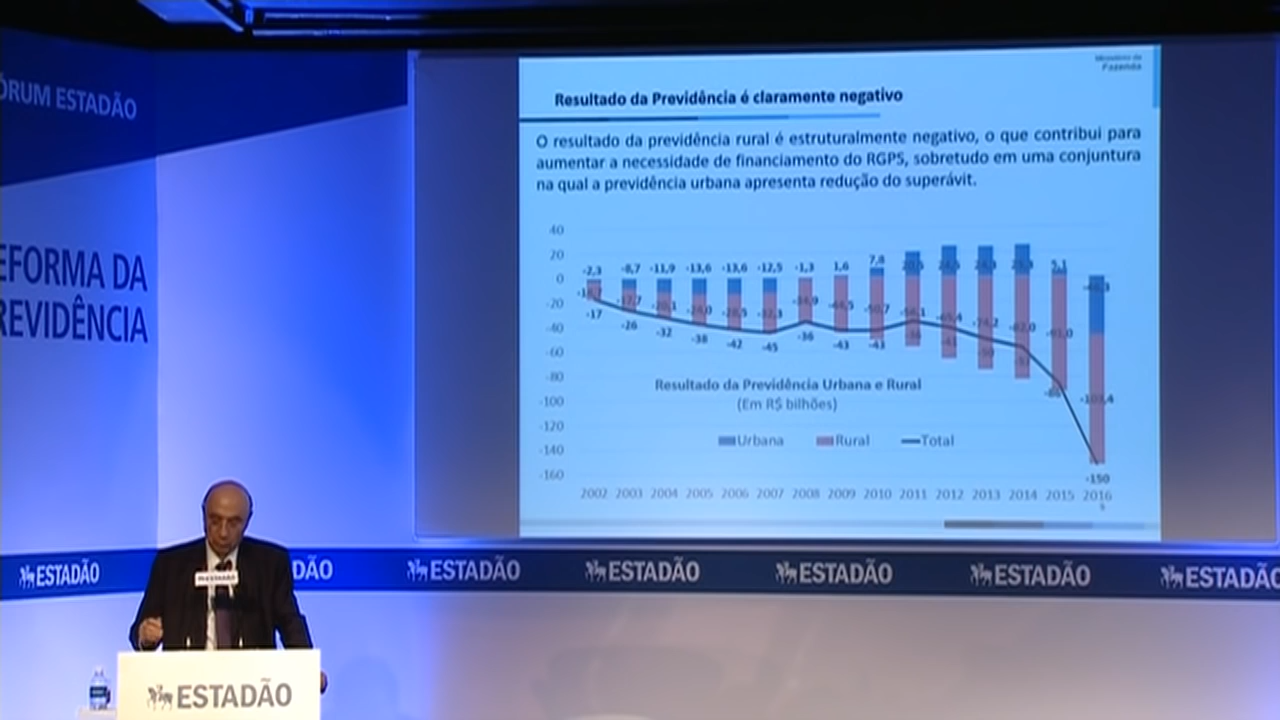 ÓRUM ESTADÃO
EFORMA DA
REVIDÊNCIA
Ministério da
Fazenda
Resultado da Previdência é claramente negativo
O resultado da previdência rural é estruturalmente negativo, o que contribui para
aumentar a necessidade de financiamento do RGPS, sobretudo em uma conjuntura
na qual a previdência urbana apresenta redução do superávit.
40
20
0
-20
-40
-60
-80
-100
-120
-140
-160
-2,3 -8,7 -11,9 -13,6 -13,6 -12,5 -1,3 1,6 7,8 5,1
-17 -26 -32 -38 -42 -45 -36 -43 -43
-150
Resultado da Previdência Urbana e Rural
(Em R$ bilhões)
Urbana Rural Total
2002 2003 2004 2005 2006 2007 2008 2009 2010 2011 2012 2013 2014 2015 2016
ESTADÃO DÃO ESTADÃO ESTADÃO ESTADÃO ESTADÃO ESTADÃO
ESTADÃO